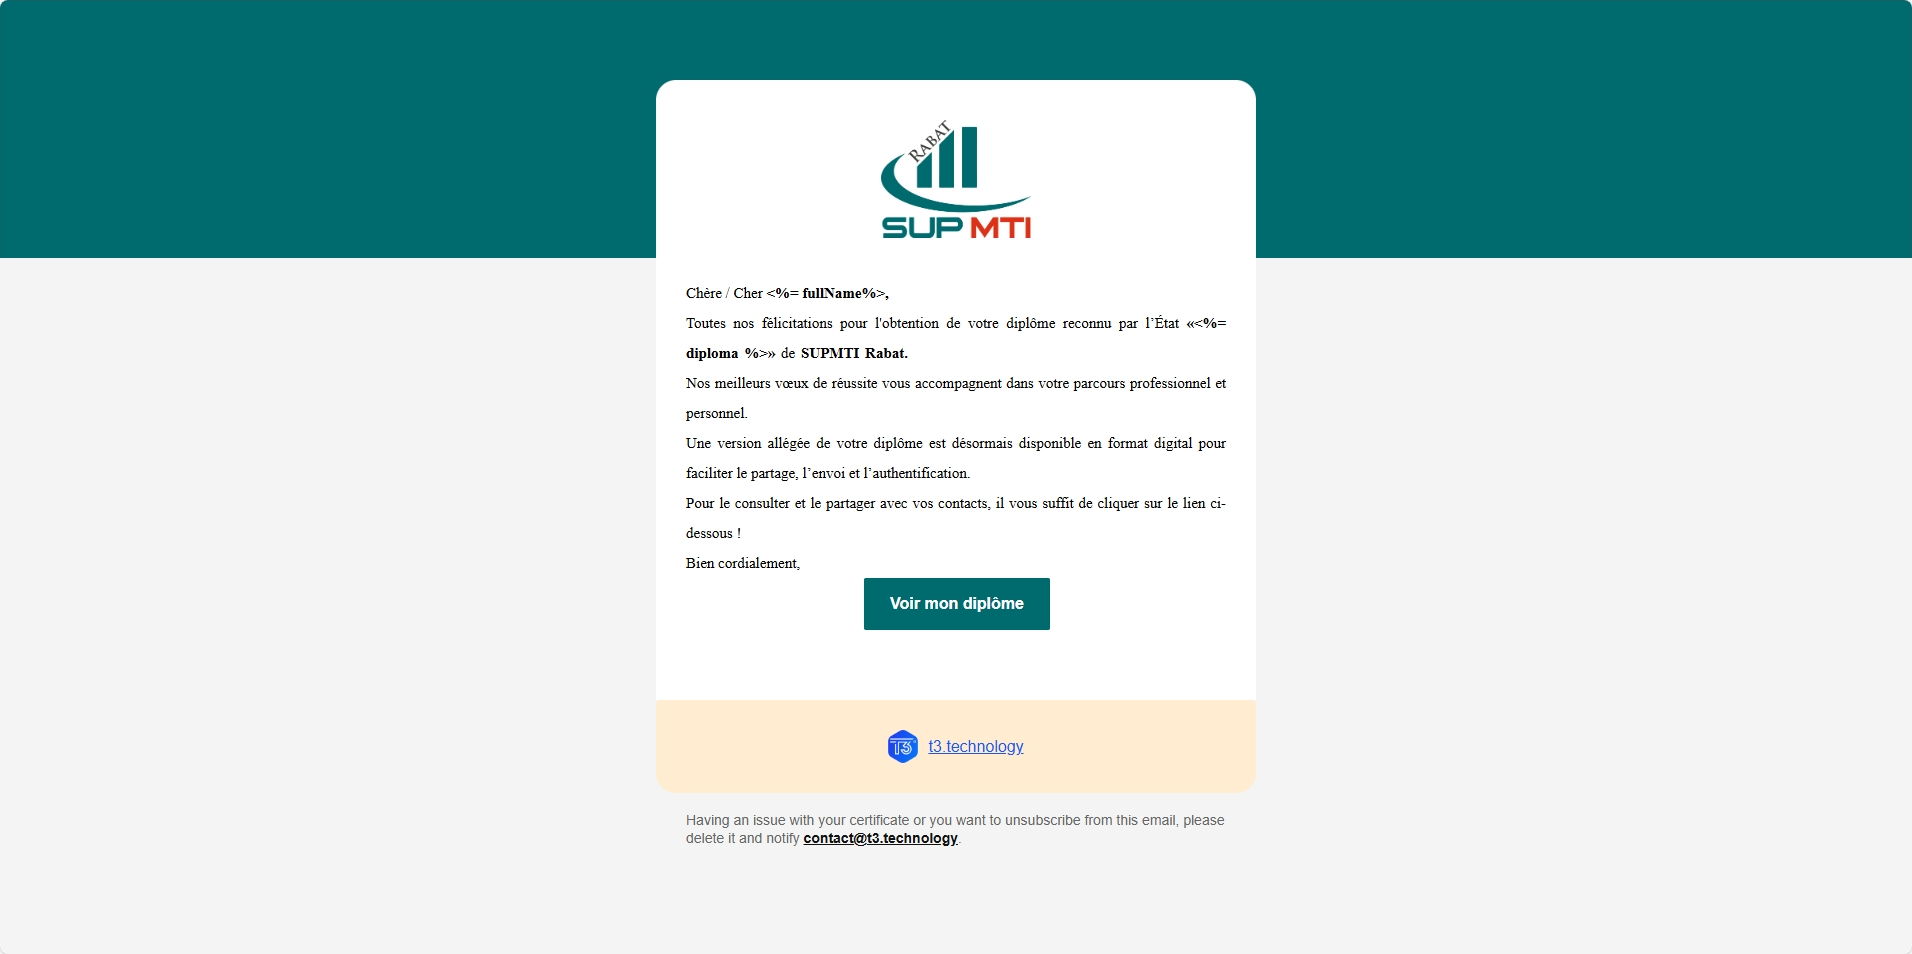 RABAT
SUP MTI
Chère / Cher <%= fullName%>,
Toutes nos félicitations pour l'obtention de votre diplôme reconnu par l’État «<%=
diploma %>» de SUPMTI Rabat.
Nos meilleurs vœux de réussite vous accompagnent dans votre parcours professionnel et
personnel.
Une version allégée de votre diplôme est désormais disponible en format digital pour
faciliter le partage, l’envoi et l’authentification.
Pour le consulter et le partager avec vos contacts, il vous suffit de cliquer sur le lien ci-
dessous !
Bien cordialement,
Voir mon diplôme
T3 t3.technology
Having an issue with your certificate or you want to unsubscribe from this email, please
delete it and notify contact@t3.technology.